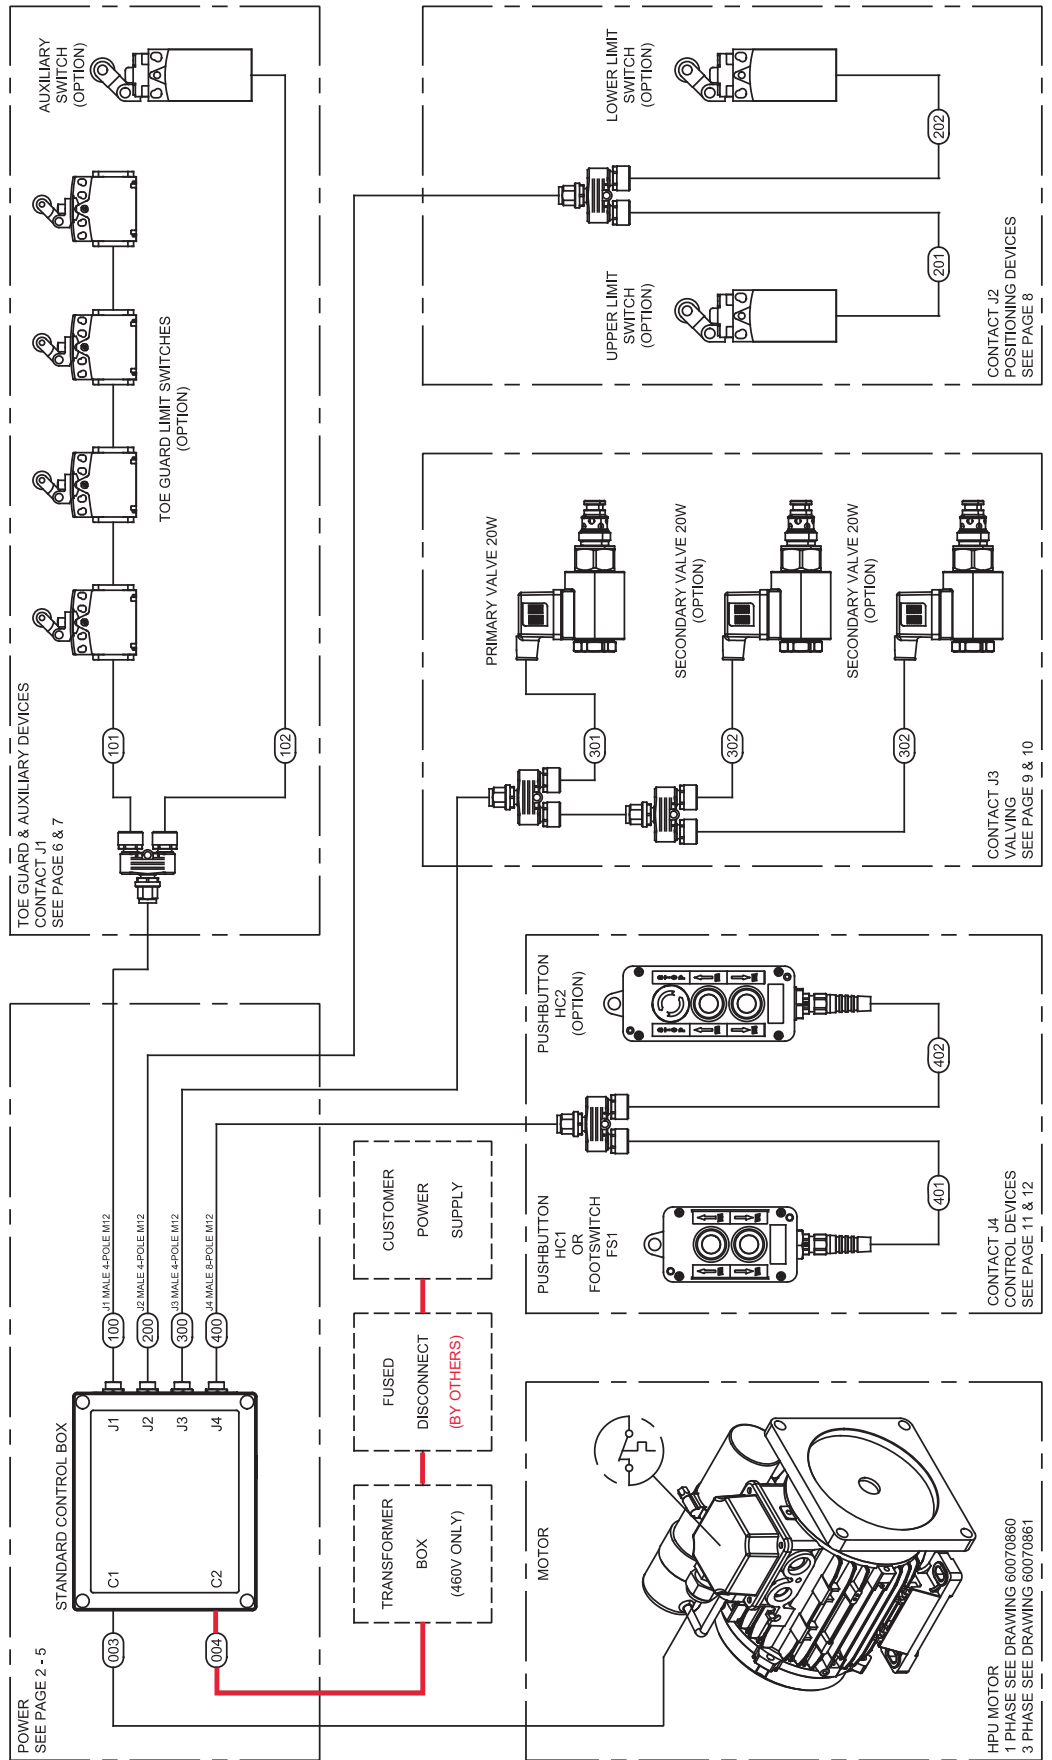 POWER
SEE PAGE 2 - 5
STANDARD CONTROL BOX
C1
C2
J1
J2
J3
J4
003
004
100
200
300
400
J1 MALE 4-POLE M12
J2 MALE 4-POLE M12
J3 MALE 4-POLE M12
J4 MALE 8-POLE M12
TOE GUARD & AUXILIARY DEVICES
CONTACT J1
SEE PAGE 6 & 7
101
102
TOE GUARD LIMIT SWITCHES
(OPTION)
AUXILIARY
SWITCH
(OPTION)
TRANSFORMER
BOX
(460V ONLY)
FUSED
DISCONNECT
(BY OTHERS)
CUSTOMER
POWER
SUPPLY
MOTOR
HPU MOTOR
1 PHASE SEE DRAWING 60070860
3 PHASE SEE DRAWING 60070861
PUSHBUTTON
HC1
OR
FOOTSWITCH
FS1
PUSHBUTTON
HC2
(OPTION)
401
402
CONTACT J4
CONTROL DEVICES
SEE PAGE 11 & 12
PRIMARY VALVE 20W
SECONDARY VALVE 20W
(OPTION)
SECONDARY VALVE 20W
(OPTION)
301
302
302
CONTACT J3
VALVING
SEE PAGE 9 & 10
UPPER LIMIT
SWITCH
(OPTION)
LOWER LIMIT
SWITCH
(OPTION)
201
202
CONTACT J2
POSITIONING DEVICES
SEE PAGE 8